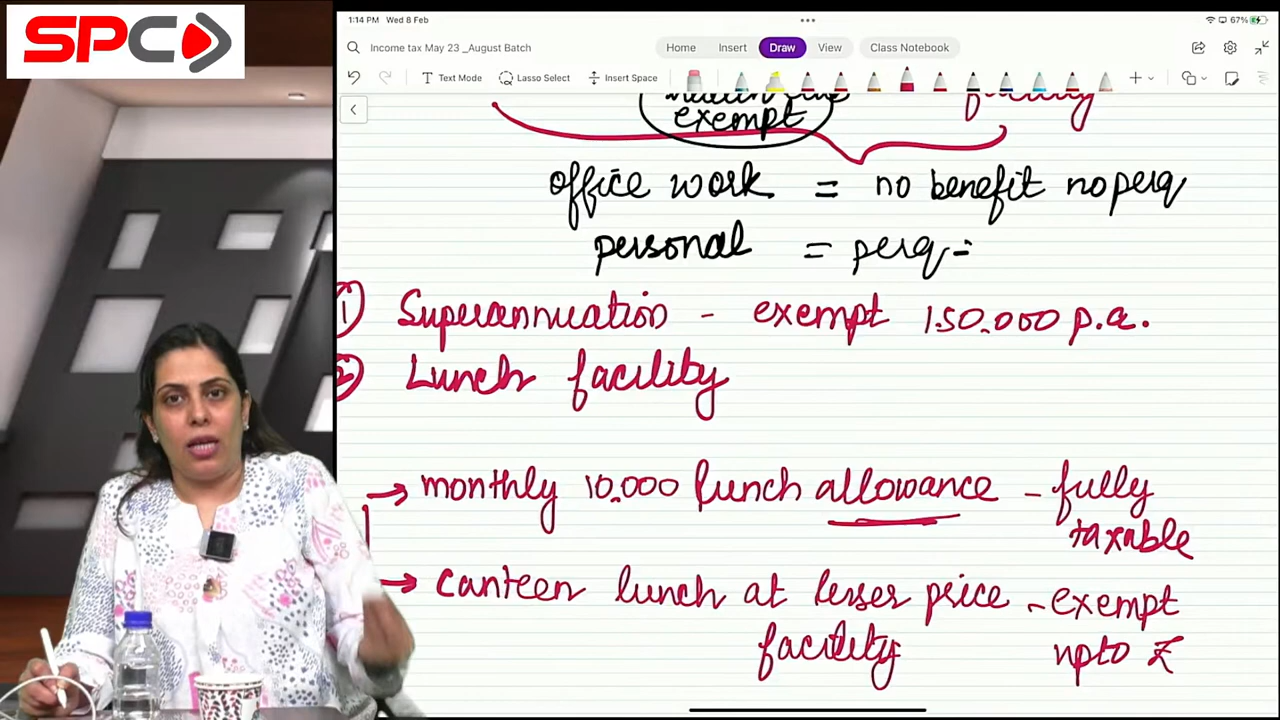 SPC
1:14 PM Wed 8 Feb
67%
Income tax May 23 _August Batch
Home Insert Draw View Class Notebook
Text Mode Lasso Select Insert Space
exempt
facility
office work = no benefit no perq
personal = perq =
① Superannuation - exempt 1.50.000 p.a.
② Lunch facility
→ monthly 10.000 lunch allowance - fully
taxable
→ canteen lunch at lesser price - exempt
facility upto ₹